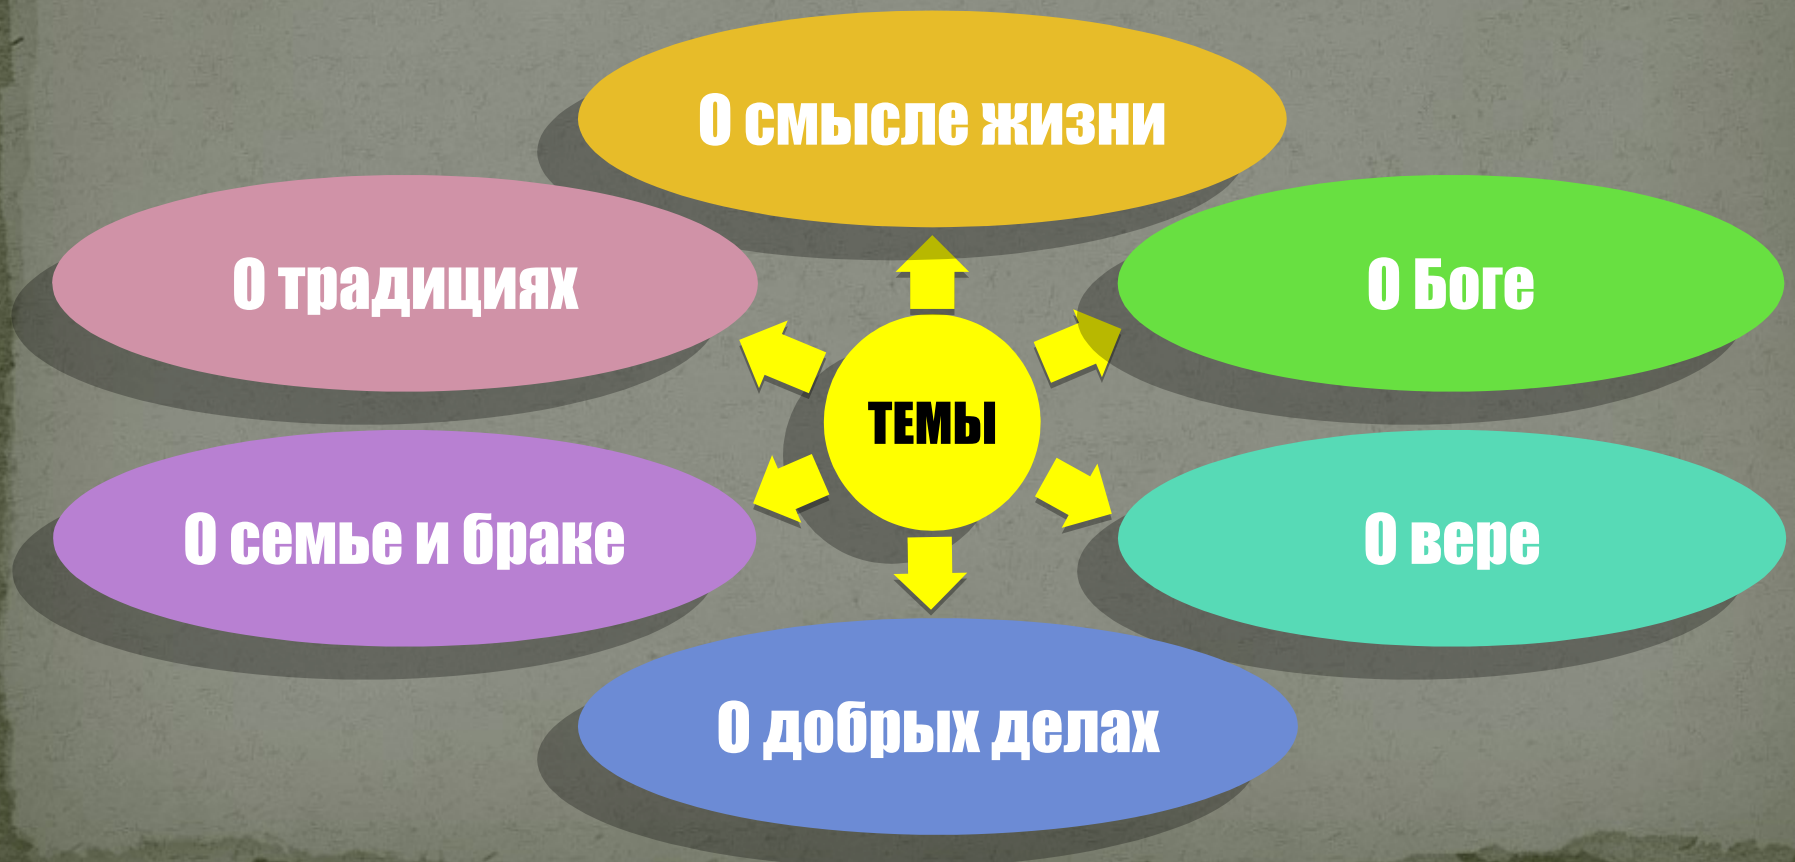 О смысле жизни
О традициях
О Боге
ТЕМЫ
О семье и браке
О вере
О добрых делах